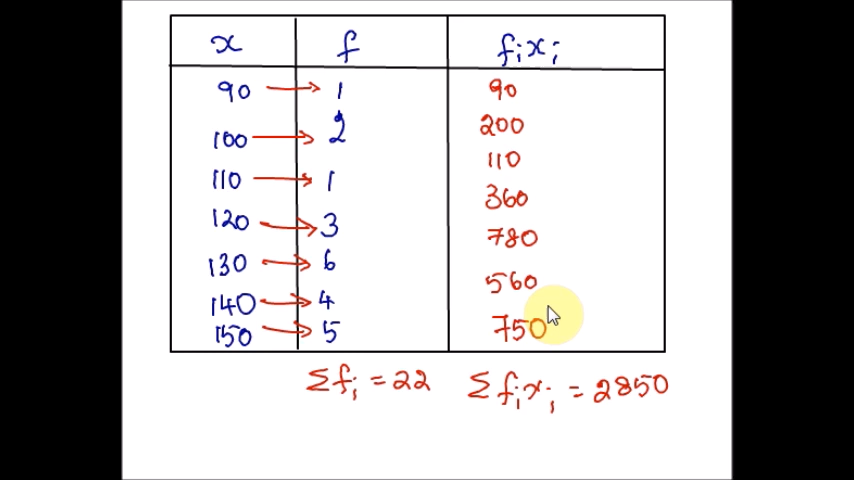 x f fᵢxᵢ
90 → 1 90
100 → 2 200
110 → 1 110
120 → 3 360
130 → 6 780
140 → 4 560
150 → 5 750
Σfᵢ = 22 Σfᵢxᵢ = 2850